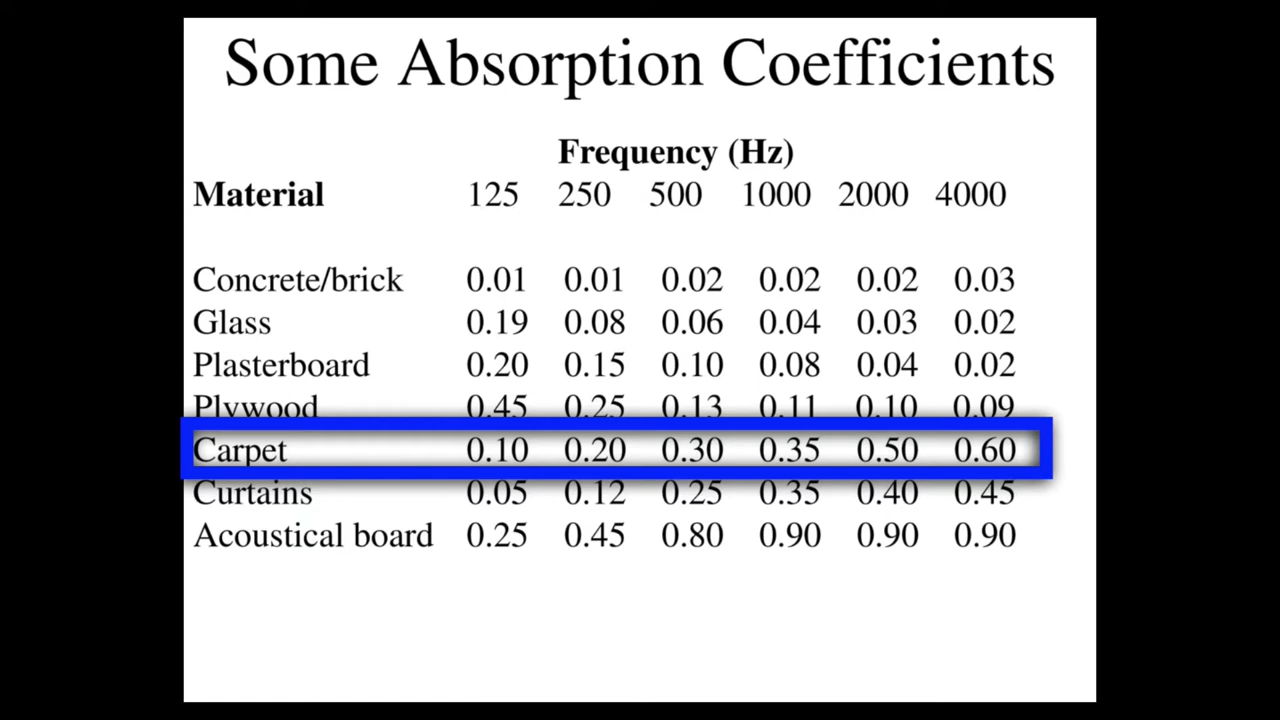 Some Absorption Coefficients
Frequency (Hz)
Material 125 250 500 1000 2000 4000
Concrete/brick 0.01 0.01 0.02 0.02 0.02 0.03
Glass 0.19 0.08 0.06 0.04 0.03 0.02
Plasterboard 0.20 0.15 0.10 0.08 0.04 0.02
Plywood 0.45 0.25 0.13 0.11 0.10 0.09
Carpet 0.10 0.20 0.30 0.35 0.50 0.60
Curtains 0.05 0.12 0.25 0.35 0.40 0.45
Acoustical board 0.25 0.45 0.80 0.90 0.90 0.90